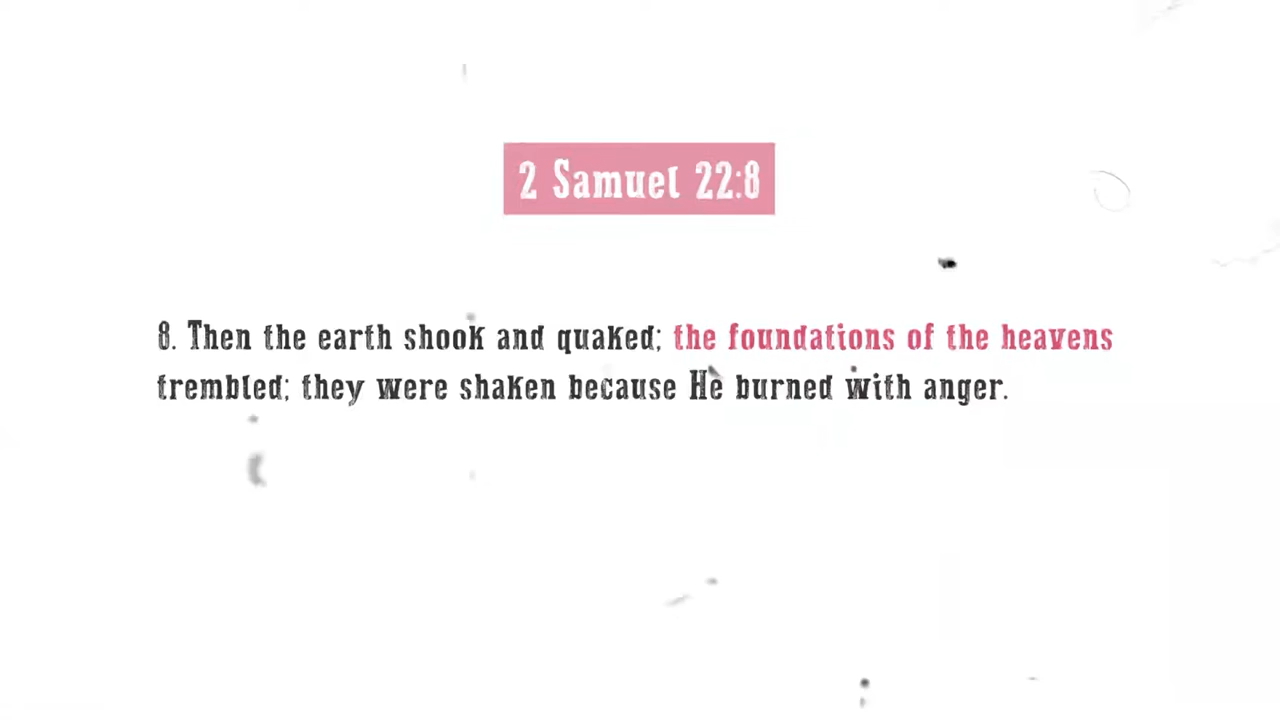 2 Samuel 22:8
8. Then the earth shook and quaked; the foundations of the heavens
trembled; they were shaken because He burned with anger.